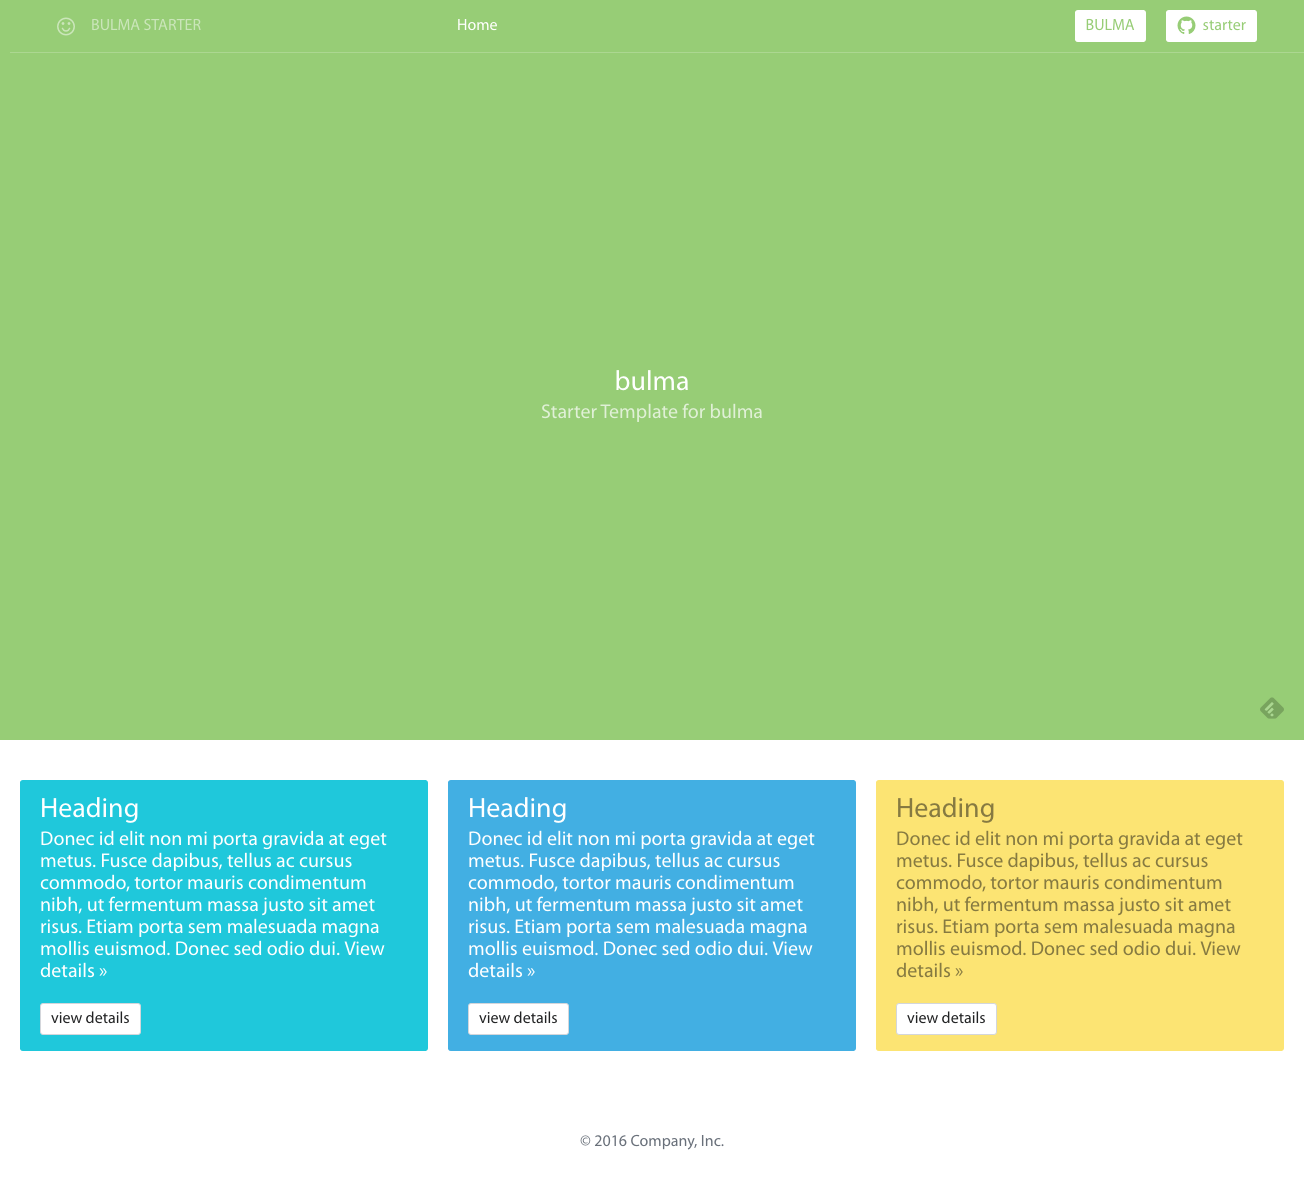 BULMA STARTER
Home
BULMA
starter
bulma
Starter Template for bulma
Heading
Donec id elit non mi porta gravida at eget
metus. Fusce dapibus, tellus ac cursus
commodo, tortor mauris condimentum
nibh, ut fermentum massa justo sit amet
risus. Etiam porta sem malesuada magna
mollis euismod. Donec sed odio dui. View
details »
view details
Heading
Donec id elit non mi porta gravida at eget
metus. Fusce dapibus, tellus ac cursus
commodo, tortor mauris condimentum
nibh, ut fermentum massa justo sit amet
risus. Etiam porta sem malesuada magna
mollis euismod. Donec sed odio dui. View
details »
view details
Heading
Donec id elit non mi porta gravida at eget
metus. Fusce dapibus, tellus ac cursus
commodo, tortor mauris condimentum
nibh, ut fermentum massa justo sit amet
risus. Etiam porta sem malesuada magna
mollis euismod. Donec sed odio dui. View
details »
view details
© 2016 Company, Inc.